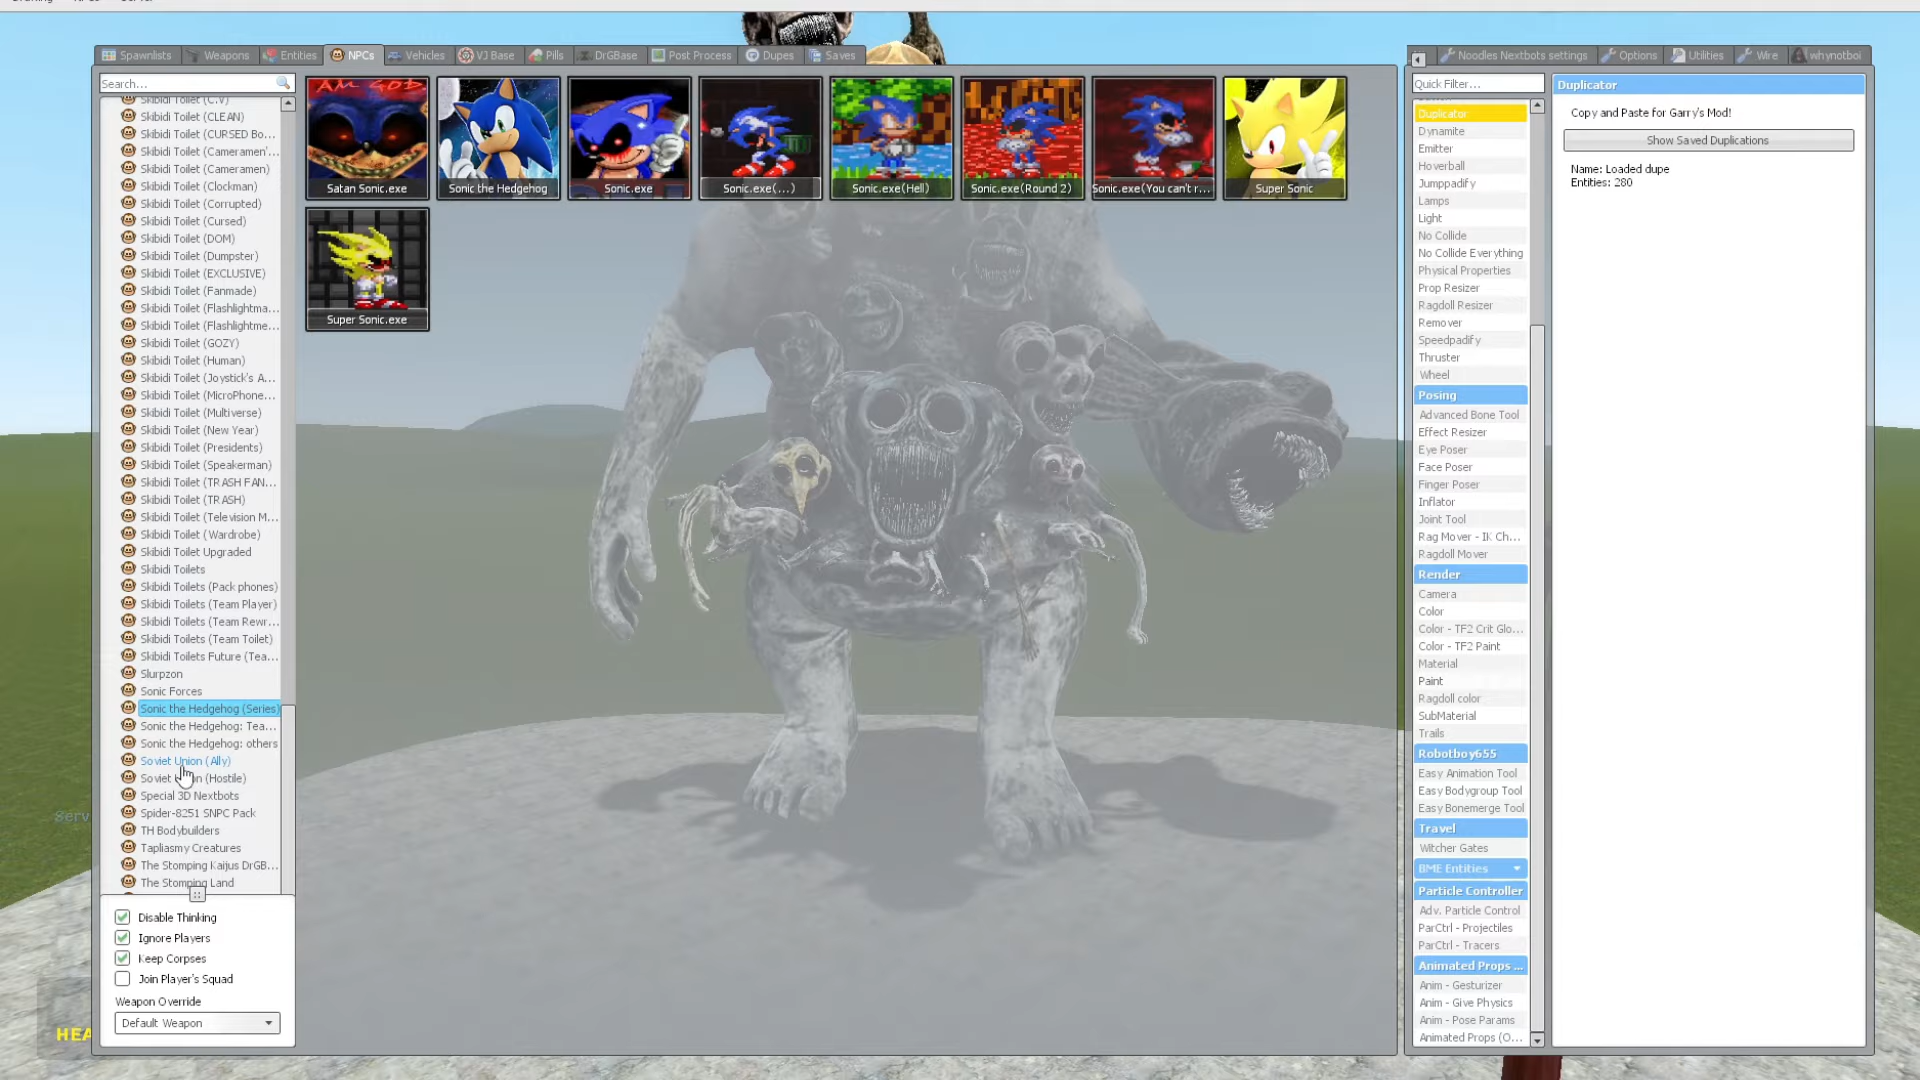 Spawnlists
Weapons
Entities
NPCs
Vehicles
VJ Base
Pills
DrGBase
Post Process
Dupes
Saves
Search...
Skibidi Toilet (C.V)
Skibidi Toilet (CLEAN)
Skibidi Toilet (CURSED Bo...
Skibidi Toilet (Cameramen'...
Skibidi Toilet (Cameramen)
Skibidi Toilet (Clockman)
Skibidi Toilet (Corrupted)
Skibidi Toilet (Cursed)
Skibidi Toilet (DOM)
Skibidi Toilet (Dumpster)
Skibidi Toilet (EXCLUSIVE)
Skibidi Toilet (Fanmade)
Skibidi Toilet (Flashlightma...
Skibidi Toilet (Flashlightme...
Skibidi Toilet (GOZY)
Skibidi Toilet (Human)
Skibidi Toilet (Joystick's A...
Skibidi Toilet (MicroPhone...
Skibidi Toilet (Multiverse)
Skibidi Toilet (New Year)
Skibidi Toilet (Presidents)
Skibidi Toilet (Speakerman)
Skibidi Toilet (TRASH FAN...
Skibidi Toilet (TRASH)
Skibidi Toilet (Television M...
Skibidi Toilet (Wardrobe)
Skibidi Toilet Upgraded
Skibidi Toilets
Skibidi Toilets (Pack phones)
Skibidi Toilets (Team Player)
Skibidi Toilets (Team Rewr...
Skibidi Toilets (Team Toilet)
Skibidi Toilets Future (Tea...
Slurpzon
Sonic Forces
Sonic the Hedgehog (Series)
Sonic the Hedgehog: Tea...
Sonic the Hedgehog: others
Soviet Union (Ally)
Soviet (Hostile)
Special 3D Nextbots
Spider-8251 SNPC Pack
TH Bodybuilders
Tapliasmy Creatures
The Stomping Kaijus DrGB...
The Stomping Land
Disable Thinking
Ignore Players
Keep Corpses
Join Player's Squad
Weapon Override
Default Weapon
AM GOD
Satan Sonic.exe
Sonic the Hedgehog
Sonic.exe
Sonic.exe(...)
Sonic.exe(Hell)
Sonic.exe(Round 2)
Sonic.exe(You can't r...
Super Sonic
Super Sonic.exe
Noodles Nextbots settings
Options
Utilities
Wire
whynotboi
Quick Filter...
Duplicator
Dynamite
Emitter
Hoverball
Jumppadify
Lamps
Light
No Collide
No Collide Everything
Physical Properties
Prop Resizer
Ragdoll Resizer
Remover
Speedpadify
Thruster
Wheel
Posing
Advanced Bone Tool
Effect Resizer
Eye Poser
Face Poser
Finger Poser
Inflator
Joint Tool
Rag Mover - IK Ch...
Ragdoll Mover
Render
Camera
Color
Color - TF2 Crit Glo...
Color - TF2 Paint
Material
Paint
Ragdoll color
SubMaterial
Trails
Robotboy655
Easy Animation Tool
Easy Bodygroup Tool
Easy Bonemerge Tool
Travel
Witcher Gates
BME Entities
Particle Controller
Adv. Particle Control
ParCtrl - Projectiles
ParCtrl - Tracers
Animated Props ...
Anim - Gesturizer
Anim - Give Physics
Anim - Pose Params
Animated Props (O...
Duplicator
Copy and Paste for Garry's Mod!
Show Saved Duplications
Name: Loaded dupe
Entities: 280
Serv
HEA